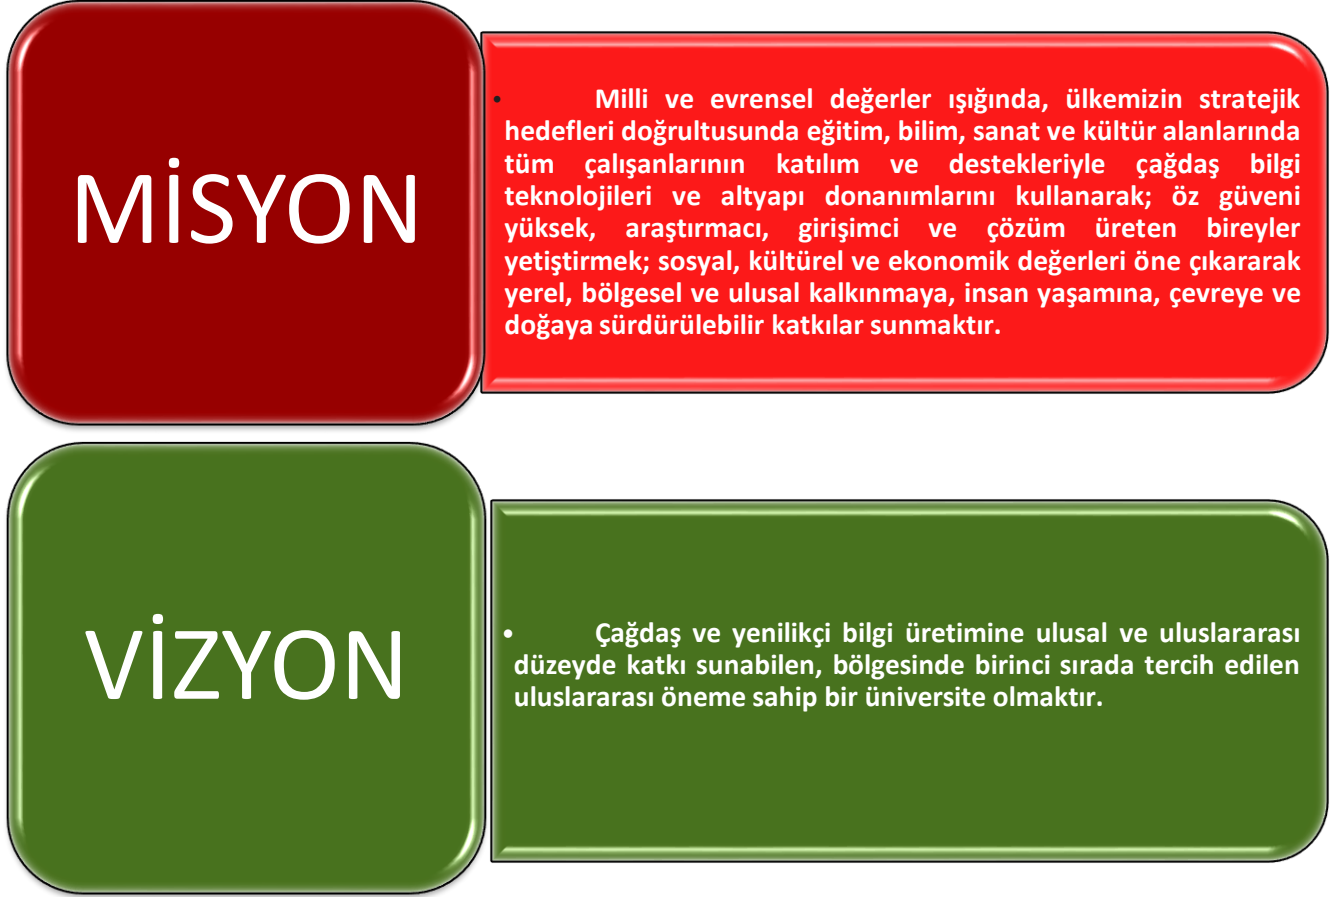 MİSYON
• Milli ve evrensel değerler ışığında, ülkemizin stratejik
hedefleri doğrultusunda eğitim, bilim, sanat ve kültür alanlarında
tüm çalışanlarının katılım ve destekleriyle çağdaş bilgi
teknolojileri ve altyapı donanımlarını kullanarak; öz güveni
yüksek, araştırmacı, girişimci ve çözüm üreten bireyler
yetiştirmek; sosyal, kültürel ve ekonomik değerleri öne çıkararak
yerel, bölgesel ve ulusal kalkınmaya, insan yaşamına, çevreye ve
doğaya sürdürülebilir katkılar sunmaktır.
VİZYON
• Çağdaş ve yenilikçi bilgi üretimine ulusal ve uluslararası
düzeyde katkı sunabilen, bölgesinde birinci sırada tercih edilen
uluslararası öneme sahip bir üniversite olmaktır.